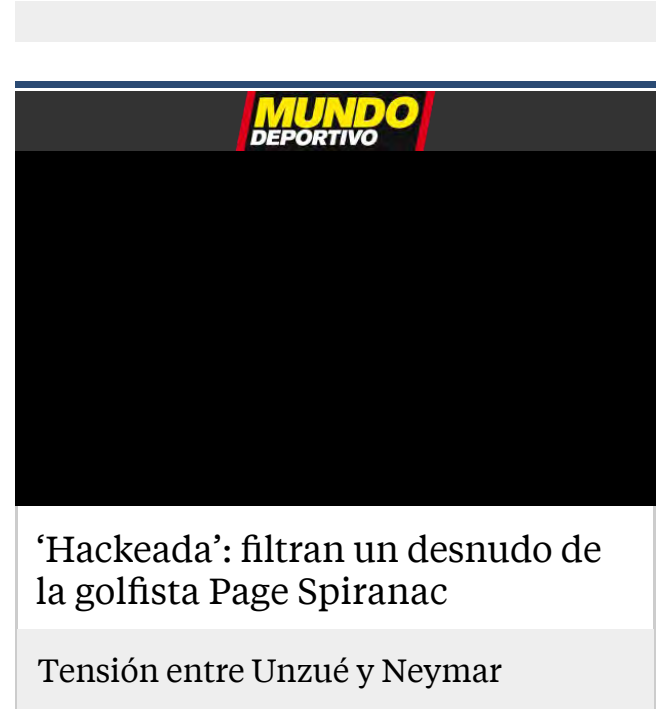 MUNDO
DEPORTIVO
‘Hackeada’: filtran un desnudo de
la golfista Page Spiranac
Tensión entre Unzué y Neymar